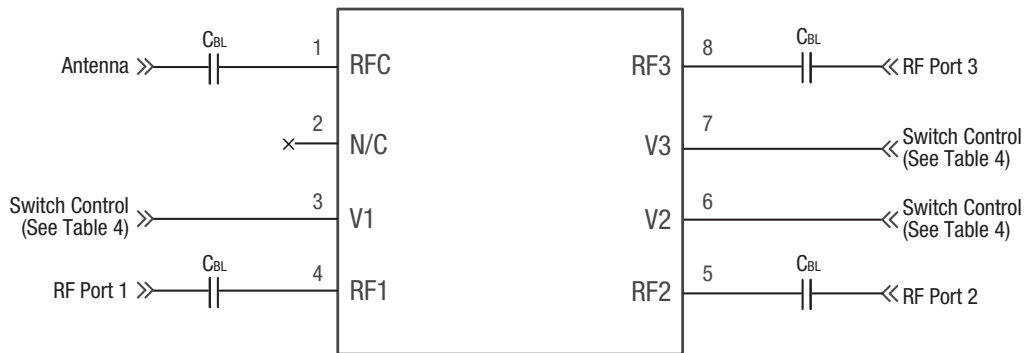 CBL
1
Antenna
RFC
2
N/C
Switch Control
(See Table 4)
3
V1
CBL
4
RF Port 1
RF1
CBL
8
RF3
RF Port 3
7
V3
Switch Control
(See Table 4)
6
V2
Switch Control
(See Table 4)
CBL
5
RF2
RF Port 2